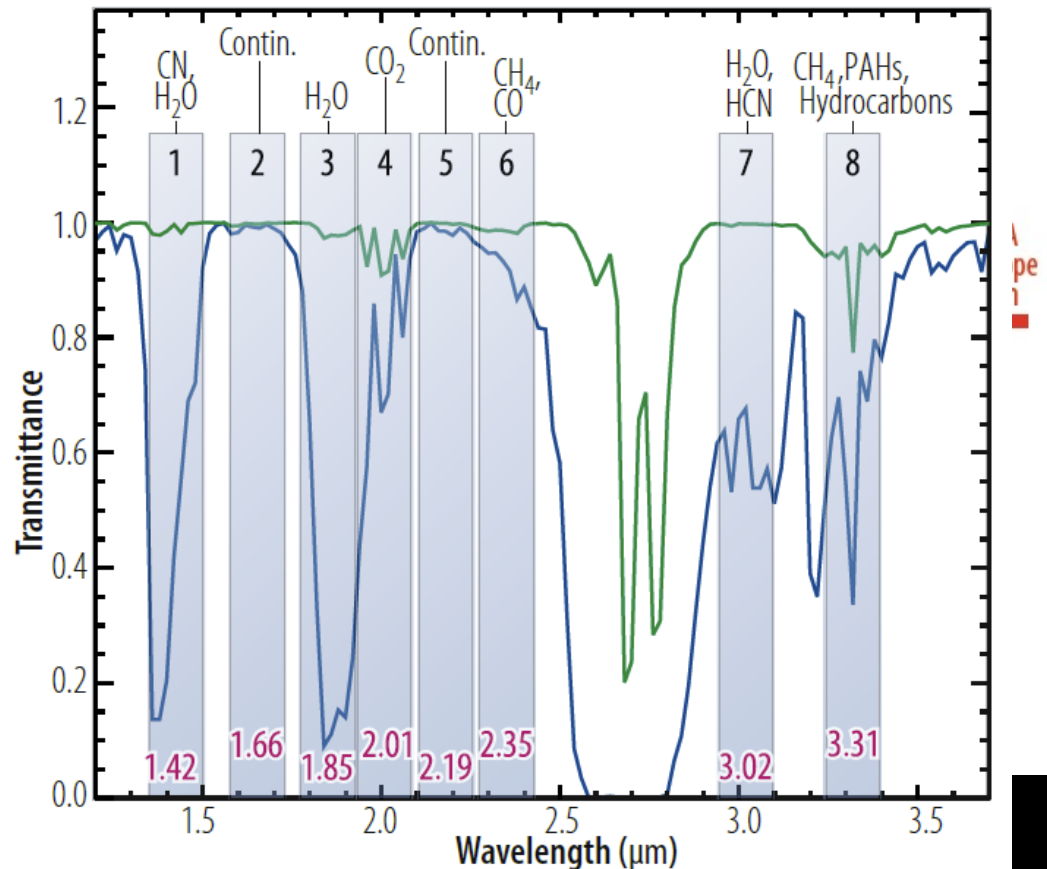 Contin.
CN,
H₂O
H₂O
CO₂
Contin.
CH₄,
CO
H₂O,
HCN
CH₄,PAHs,
Hydrocarbons
1 2 3 4 5 6 7 8
1.2
1.0
0.8
0.6
0.4
0.2
0.0
Transmittance
1.42
1.66
1.85
2.01
2.19
2.35
3.02
3.31
1.5 2.0 2.5 3.0 3.5
Wavelength (μm)